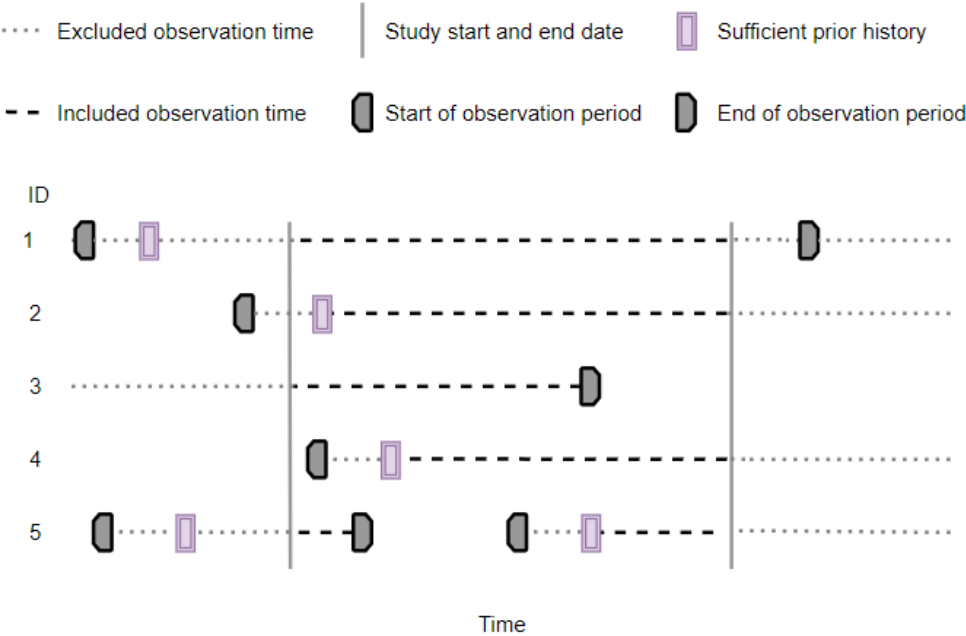 Excluded observation time Study start and end date Sufficient prior history
Included observation time Start of observation period End of observation period
ID
1
2
3
4
5
Time